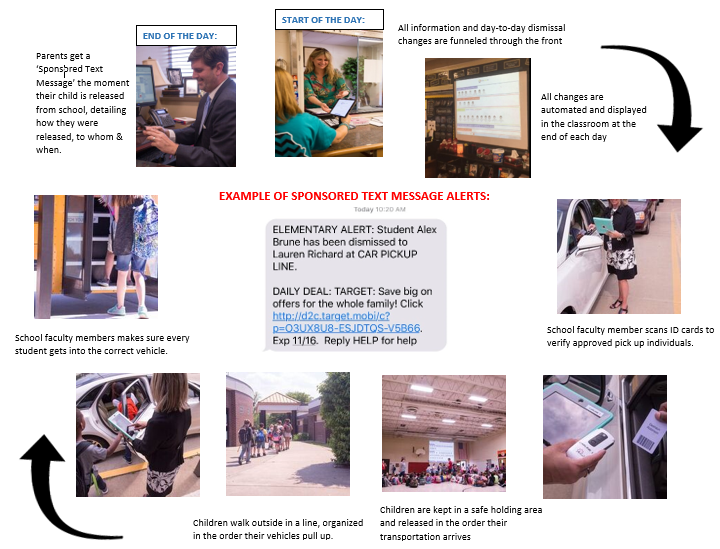 START OF THE DAY:
All information and day-to-day dismissal
changes are funneled through the front
END OF THE DAY:
Parents get a
‘Sponsored Text
Message’ the moment
their child is released
from school, detailing
how they were
released, to whom &
when.
All changes are
automated and displayed
in the classroom at the
end of each day
EXAMPLE OF SPONSORED TEXT MESSAGE ALERTS:
Today 10:20 AM
ELEMENTARY ALERT: Student Alex
Brune has been dismissed to
Lauren Richard at CAR PICKUP
LINE.
DAILY DEAL: TARGET: Save big on
offers for the whole family! Click
http://d2c.target.mobi/c?
p=O3UX8U8-ESJDTQS-V5B66.
Exp 11/16. Reply HELP for help
School faculty member scans ID cards to
verify approved pick up individuals.
School faculty members makes sure every
student gets into the correct vehicle.
Children are kept in a safe holding area
and released in the order their
transportation arrives
Children walk outside in a line, organized
in the order their vehicles pull up.